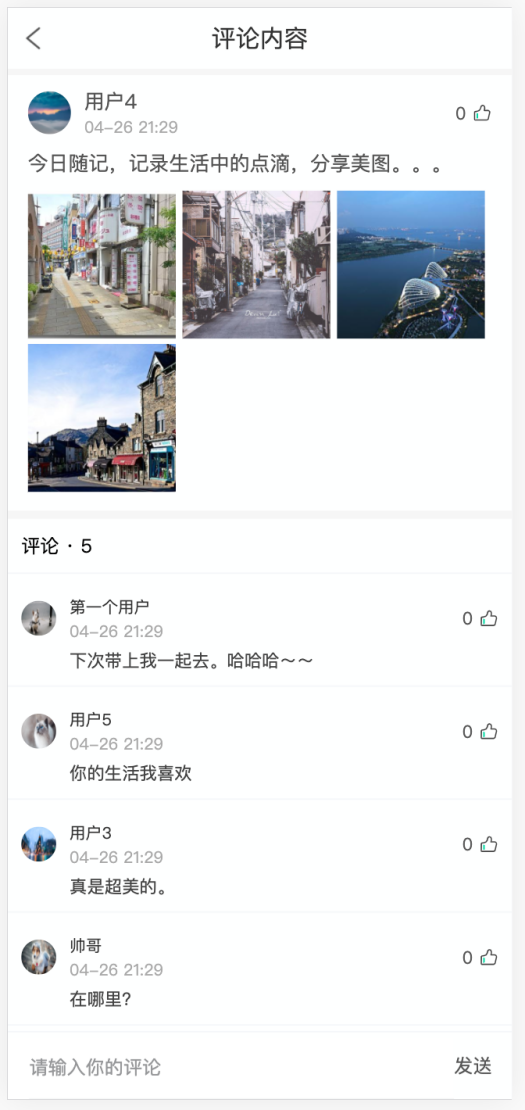 评论内容
用户4
0
04-26 21:29
今日随记，记录生活中的点滴，分享美图。。。
评论 · 5
第一个用户
0
04-26 21:29
下次带上我一起去。哈哈哈～～
用户5
0
04-26 21:29
你的生活我喜欢
用户3
0
04-26 21:29
真是超美的。
帅哥
0
04-26 21:29
在哪里?
请输入你的评论
发送